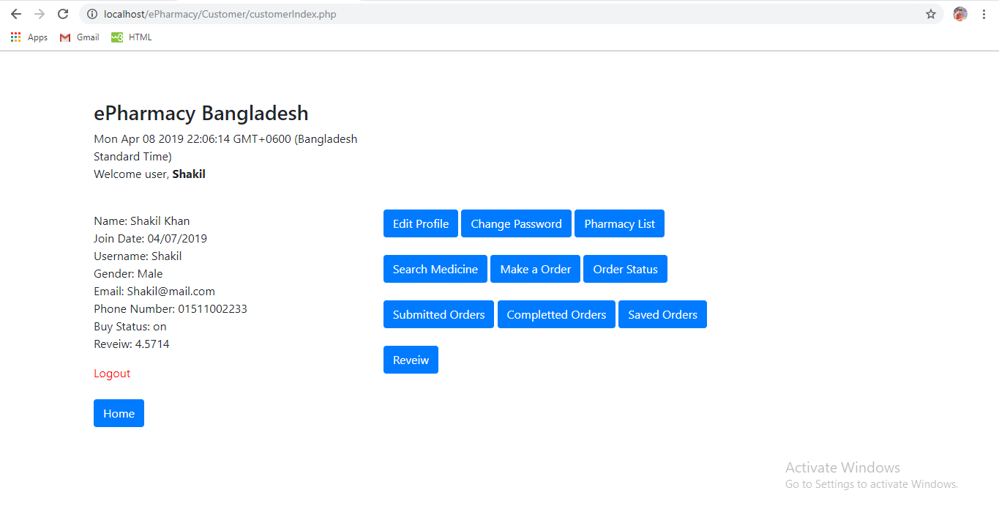 localhost/ePharmacy/Customer/customerIndex.php
Apps Gmail HTML
ePharmacy Bangladesh
Mon Apr 08 2019 22:06:14 GMT+0600 (Bangladesh
Standard Time)
Welcome user, Shakil
Name: Shakil Khan
Join Date: 04/07/2019
Username: Shakil
Gender: Male
Email: Shakil@mail.com
Phone Number: 01511002233
Buy Status: on
Reveiw: 4.5714
Logout
Home
Edit Profile Change Password Pharmacy List
Search Medicine Make a Order Order Status
Submitted Orders Completted Orders Saved Orders
Reveiw
Activate Windows
Go to Settings to activate Windows.